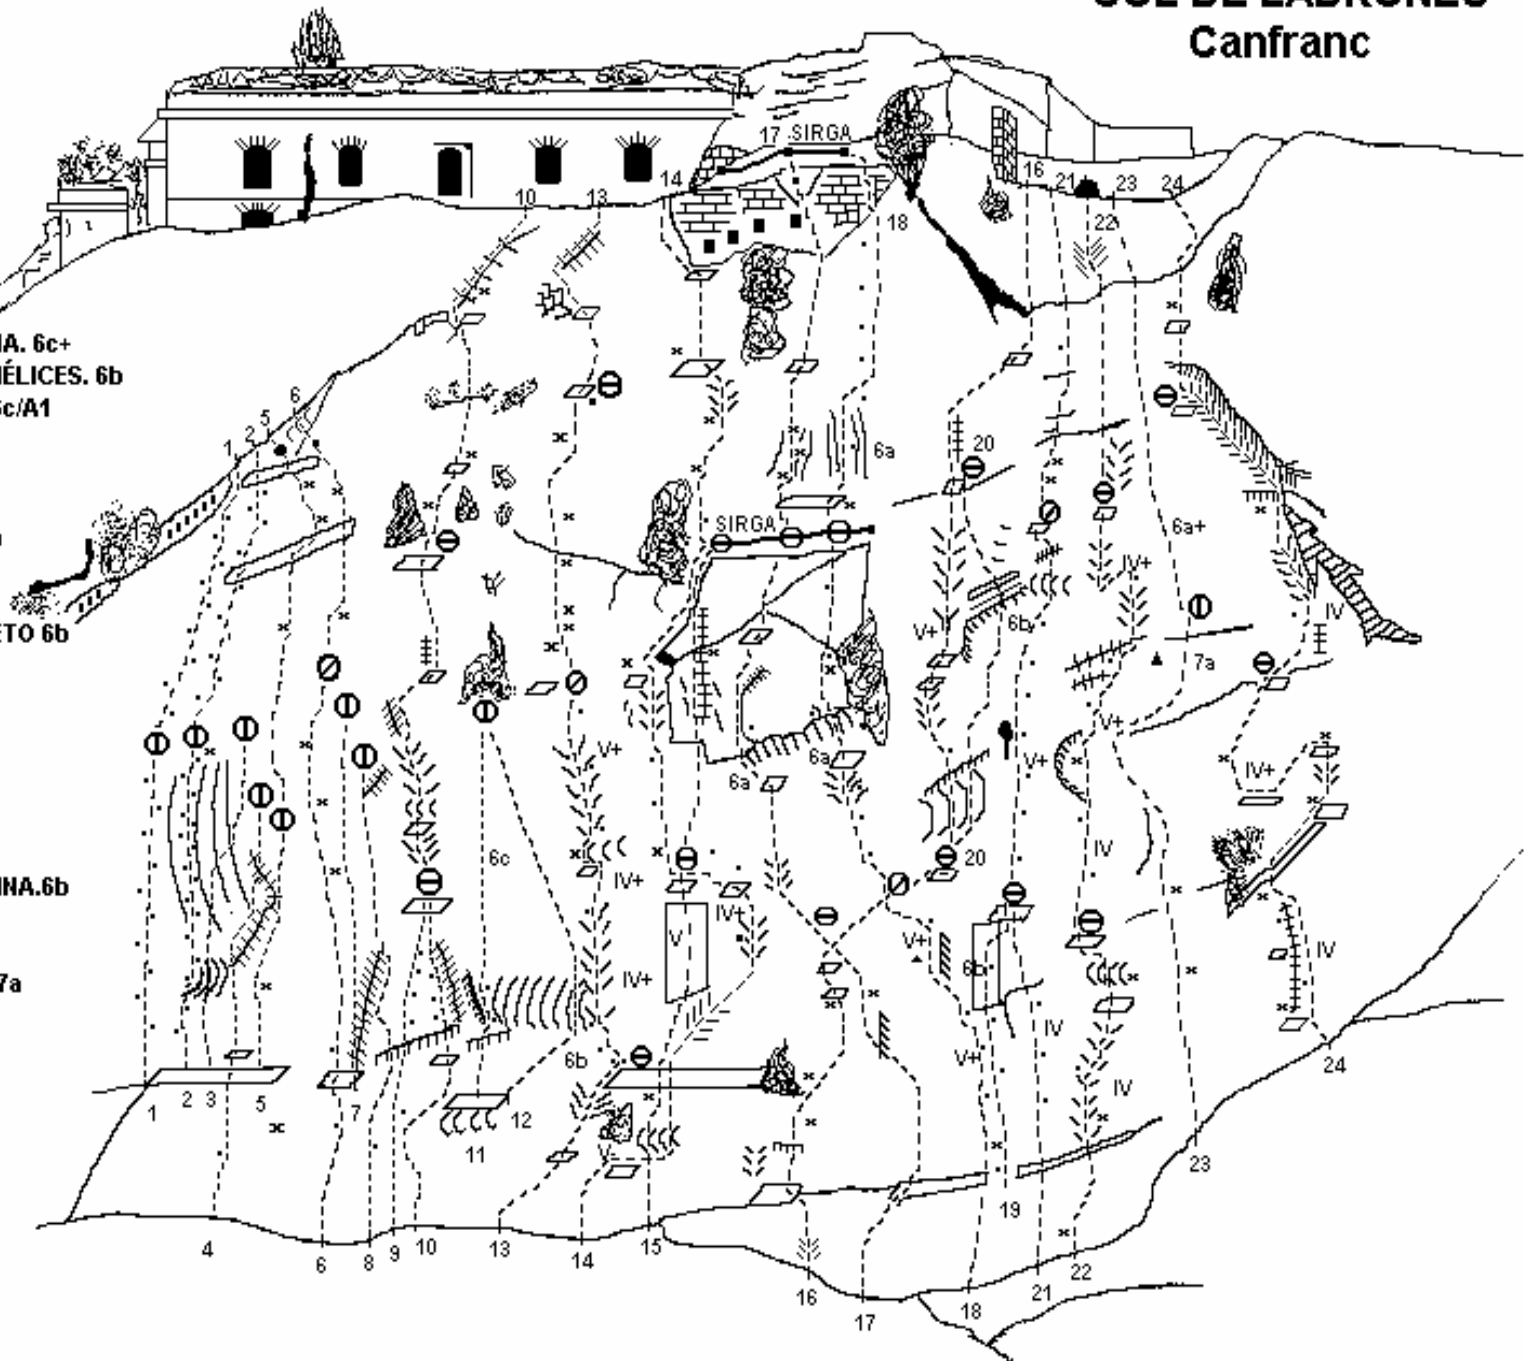 COL DE LADRONES
Canfranc
17 SIRGA
14
10
13
16
21
23
24
18
22
A. 6c+
ÉLICES. 6b
c/A1
6
5
2
1
6a
20
SIRGA
6a+
IV+
ETO 6b
V+
6b
IV
7a
V+
V+
V+
6a
6a
IV+
6c
20
IV
IV+
NA.6b
IV+
V
V+
IV
6b
IV+
7a
IV
6b
V+
IV
24
1
2
3
5
7
12
11
23
19
4
6
8
9
10
13
14
15
16
17
18
21
22